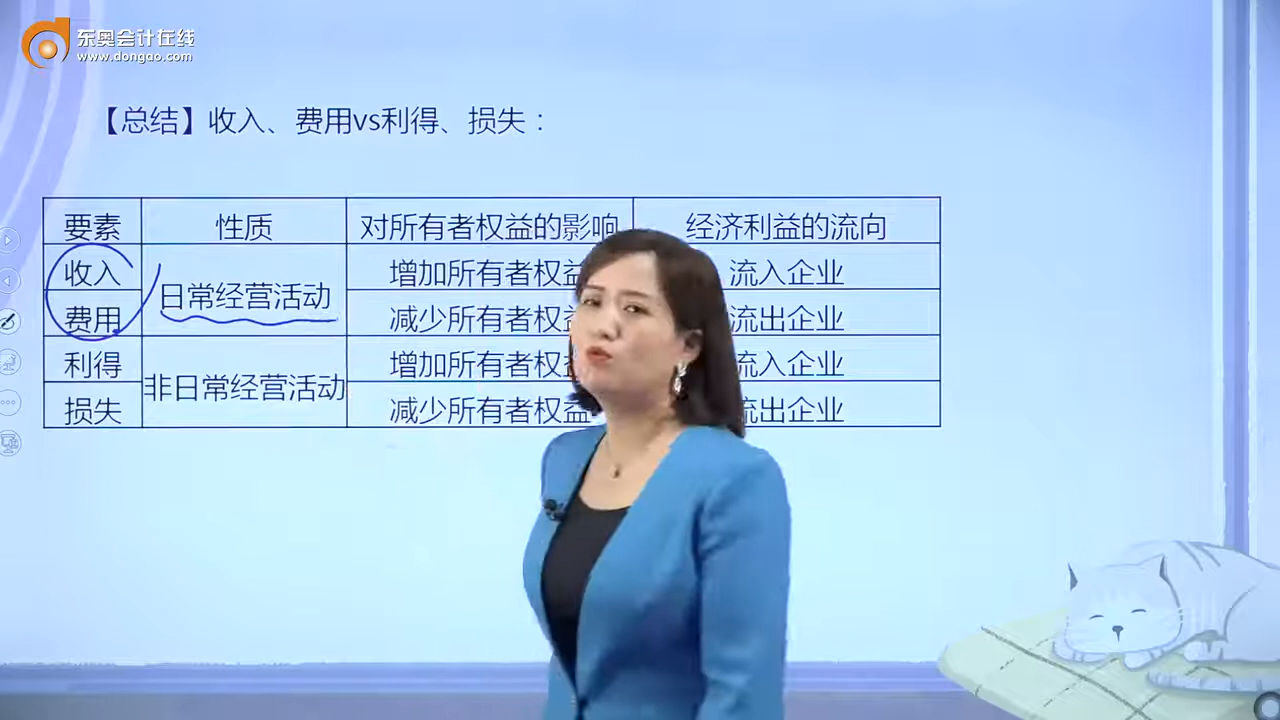 东奥会计在线
www.dongao.com
【总结】收入、费用vs利得、损失：
要素 性质 对所有者权益的影响 经济利益的流向
收入 日常经营活动 增加所有者权益 流入企业
费用 减少所有者权益 流出企业
利得 非日常经营活动 增加所有者权益 流入企业
损失 减少所有者权益 流出企业